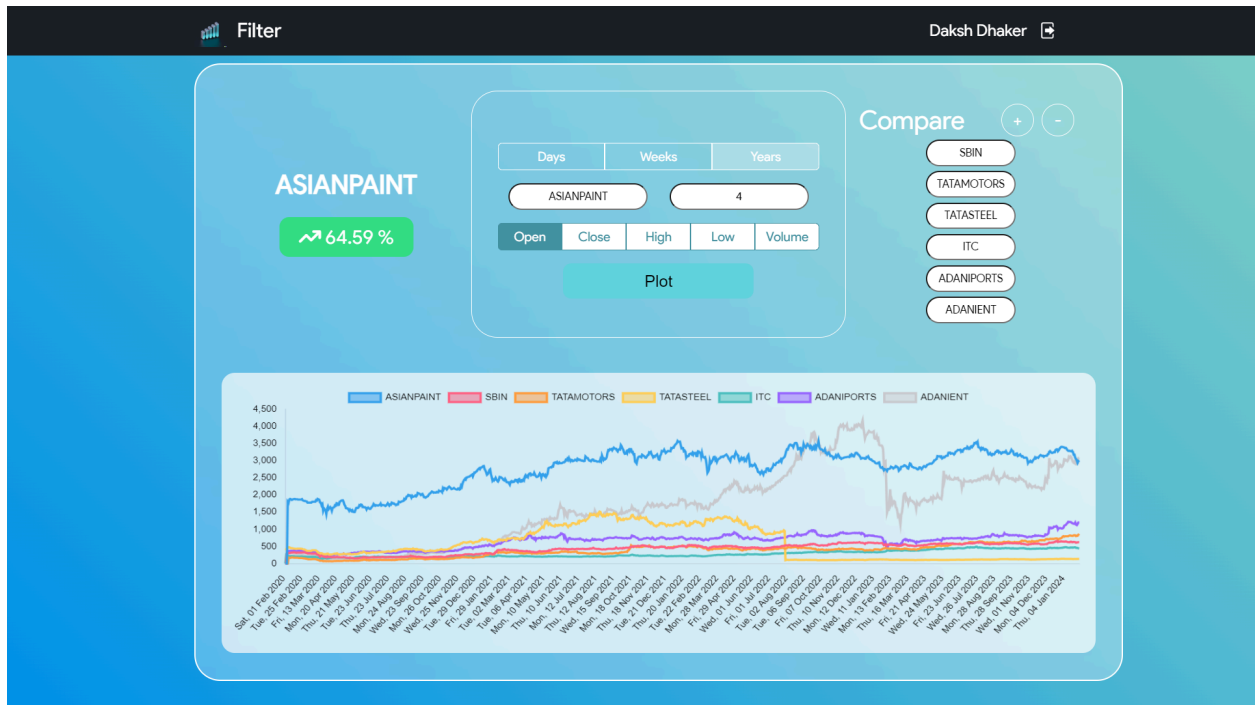 Filter
Daksh Dhaker
ASIANPAINT
64.59 %
Days Weeks Years
ASIANPAINT 4
Open Close High Low Volume
Plot
Compare + -
SBIN
TATAMOTORS
TATASTEEL
ITC
ADANIPORTS
ADANIENT
ASIANPAINT SBIN TATAMOTORS TATASTEEL ITC ADANIPORTS ADANIENT
4,500
4,000
3,500
3,000
2,500
2,000
1,500
1,000
500
0
Sat, 01 Feb 2020
Tue, 25 Feb 2020
Fri, 13 Mar 2020
Mon, 20 Apr 2020
Thu, 21 May 2020
Tue, 23 Jun 2020
Thu, 23 Jul 2020
Mon, 24 Aug 2020
Wed, 23 Sep 2020
Mon, 26 Oct 2020
Wed, 25 Nov 2020
Tue, 29 Dec 2020
Fri, 29 Jan 2021
Tue, 02 Mar 2021
Tue, 06 Apr 2021
Mon, 10 May 2021
Thu, 10 Jun 2021
Mon, 12 Jul 2021
Thu, 12 Aug 2021
Wed, 15 Sep 2021
Mon, 18 Oct 2021
Thu, 18 Nov 2021
Tue, 21 Dec 2021
Thu, 20 Jan 2022
Tue, 22 Feb 2022
Mon, 28 Mar 2022
Fri, 29 Apr 2022
Wed, 01 Jun 2022
Fri, 01 Jul 2022
Tue, 02 Aug 2022
Tue, 06 Sep 2022
Fri, 07 Oct 2022
Thu, 10 Nov 2022
Mon, 12 Dec 2022
Wed, 11 Jan 2023
Mon, 13 Feb 2023
Thu, 16 Mar 2023
Fri, 21 Apr 2023
Wed, 24 May 2023
Fri, 23 Jun 2023
Wed, 26 Jul 2023
Mon, 28 Aug 2023
Thu, 28 Sep 2023
Wed, 01 Nov 2023
Mon, 04 Dec 2023
Thu, 04 Jan 2024